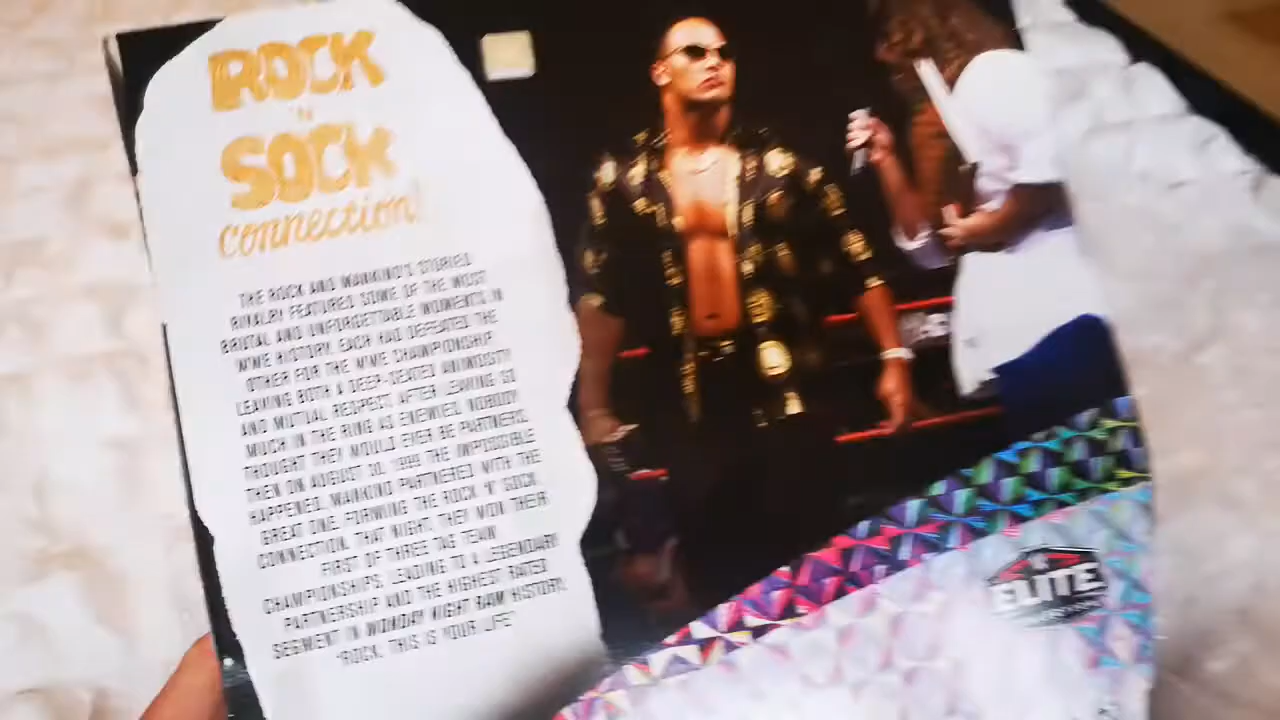 ROCK
'N'
SOCK
connection!
THE ROCK AND MANKIND'S STORIED
RIVALRY FEATURED SOME OF THE MOST
BRUTAL AND UNFORGETTABLE MOMENTS IN
WWE HISTORY. EACH HAD DEFEATED THE
OTHER FOR THE WWE CHAMPIONSHIP
LEAVING BOTH A DEEP-SEATED ANIMOSITY
AND MUTUAL RESPECT. AFTER LEAVING SO
MUCH IN THE RING AS ENEMIES, NOBODY
THOUGHT THEY WOULD EVER BE PARTNERS.
THEN ON AUGUST 30, 1999 THE IMPOSSIBLE
HAPPENED. MANKIND PARTNERED WITH THE
GREAT ONE, FORMING THE ROCK 'N' SOCK
CONNECTION. THAT NIGHT, THEY WON THEIR
FIRST OF THREE TAG TEAM
CHAMPIONSHIPS, LEADING TO A LEGENDARY
PARTNERSHIP AND THE HIGHEST RATED
SEGMENT IN MONDAY NIGHT RAW HISTORY,
"ROCK, THIS IS YOUR LIFE"
ELITE